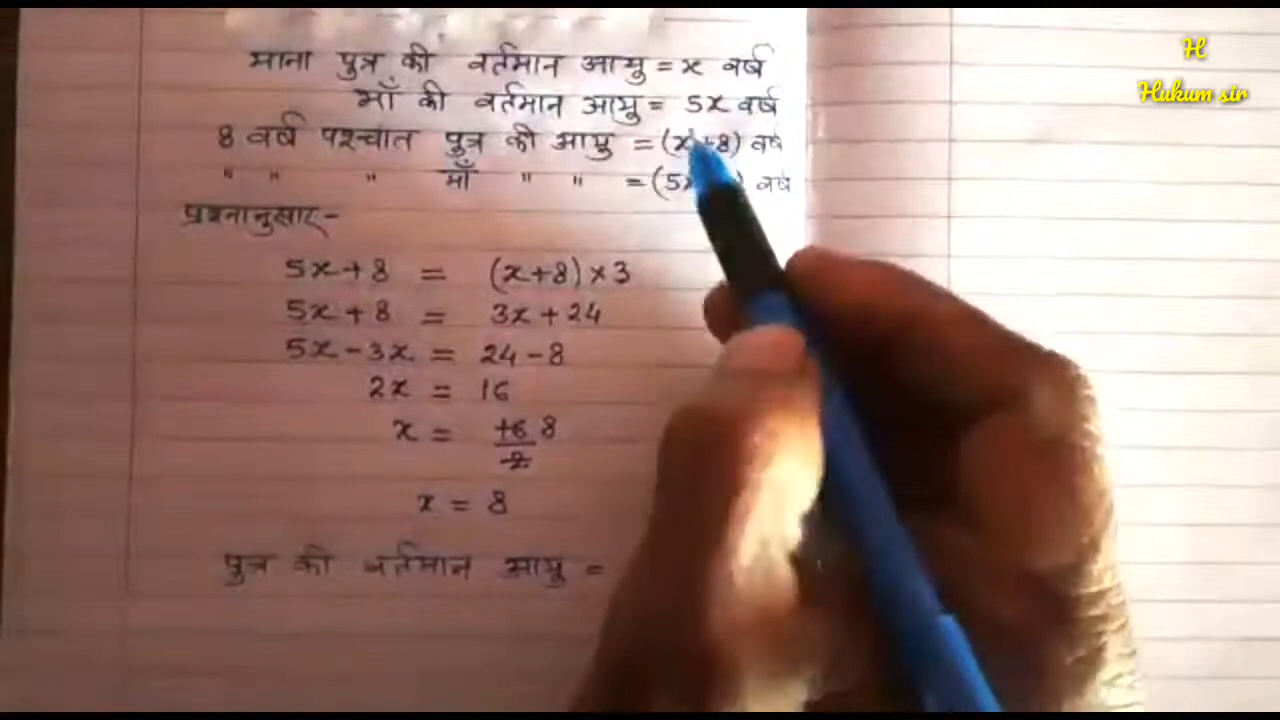 माना पुत्र की वर्तमान आयु = x वर्ष
माँ की वर्तमान आयु = 5x वर्ष
8 वर्ष पश्चात पुत्र की आयु = (x+8) वर्ष
" " " माँ " " = (5x ) वर्ष
प्रश्नानुसार-
5x+8 = (x+8)×3
5x+8 = 3x+24
5x-3x = 24-8
2x = 16
x = 16 8
2
x = 8
पुत्र की वर्तमान आयु =
H
Hukum sir